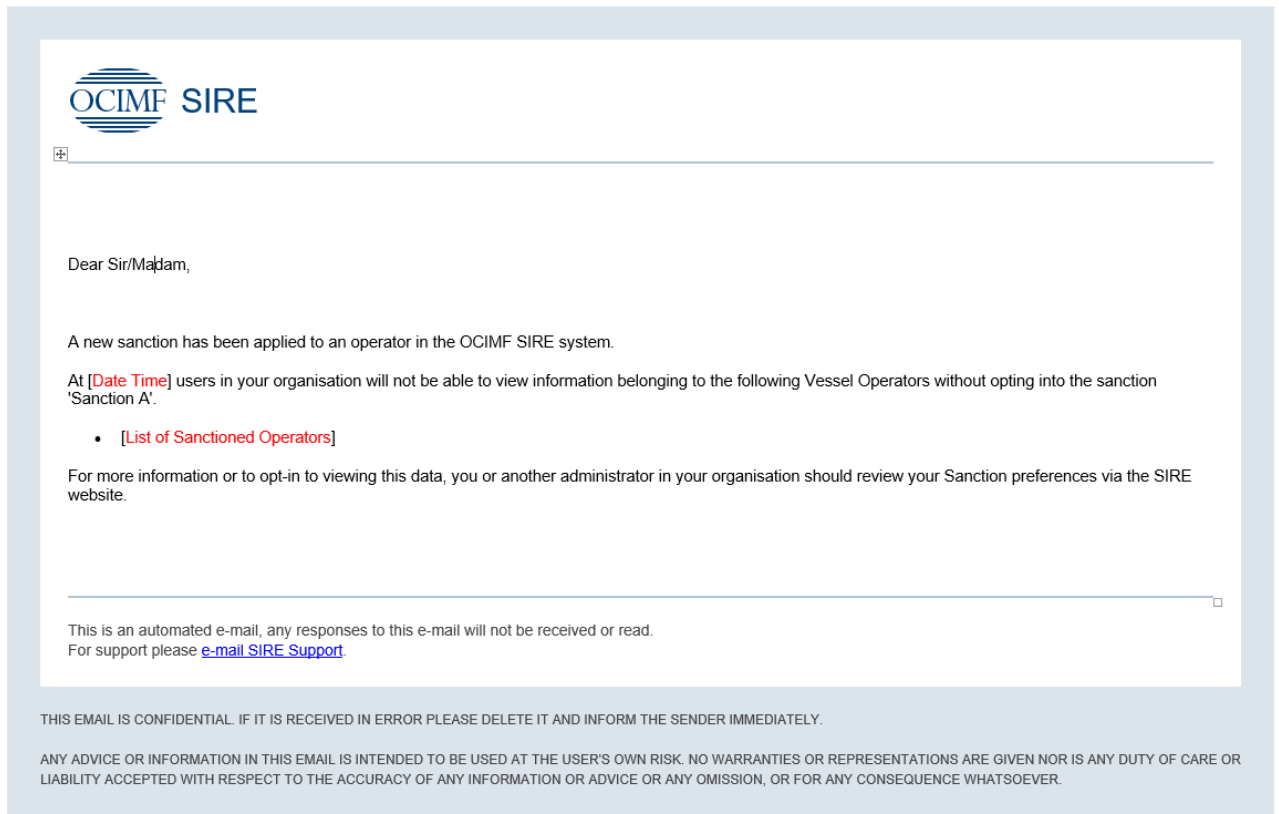 OCIMF SIRE
Dear Sir/Madam,
A new sanction has been applied to an operator in the OCIMF SIRE system.
At [Date Time] users in your organisation will not be able to view information belonging to the following Vessel Operators without opting into the sanction
'Sanction A'.
• [List of Sanctioned Operators]
For more information or to opt-in to viewing this data, you or another administrator in your organisation should review your Sanction preferences via the SIRE
website.
This is an automated e-mail, any responses to this e-mail will not be received or read.
For support please e-mail SIRE Support.
THIS EMAIL IS CONFIDENTIAL. IF IT IS RECEIVED IN ERROR PLEASE DELETE IT AND INFORM THE SENDER IMMEDIATELY.
ANY ADVICE OR INFORMATION IN THIS EMAIL IS INTENDED TO BE USED AT THE USER'S OWN RISK. NO WARRANTIES OR REPRESENTATIONS ARE GIVEN NOR IS ANY DUTY OF CARE OR
LIABILITY ACCEPTED WITH RESPECT TO THE ACCURACY OF ANY INFORMATION OR ADVICE OR ANY OMISSION, OR FOR ANY CONSEQUENCE WHATSOEVER.